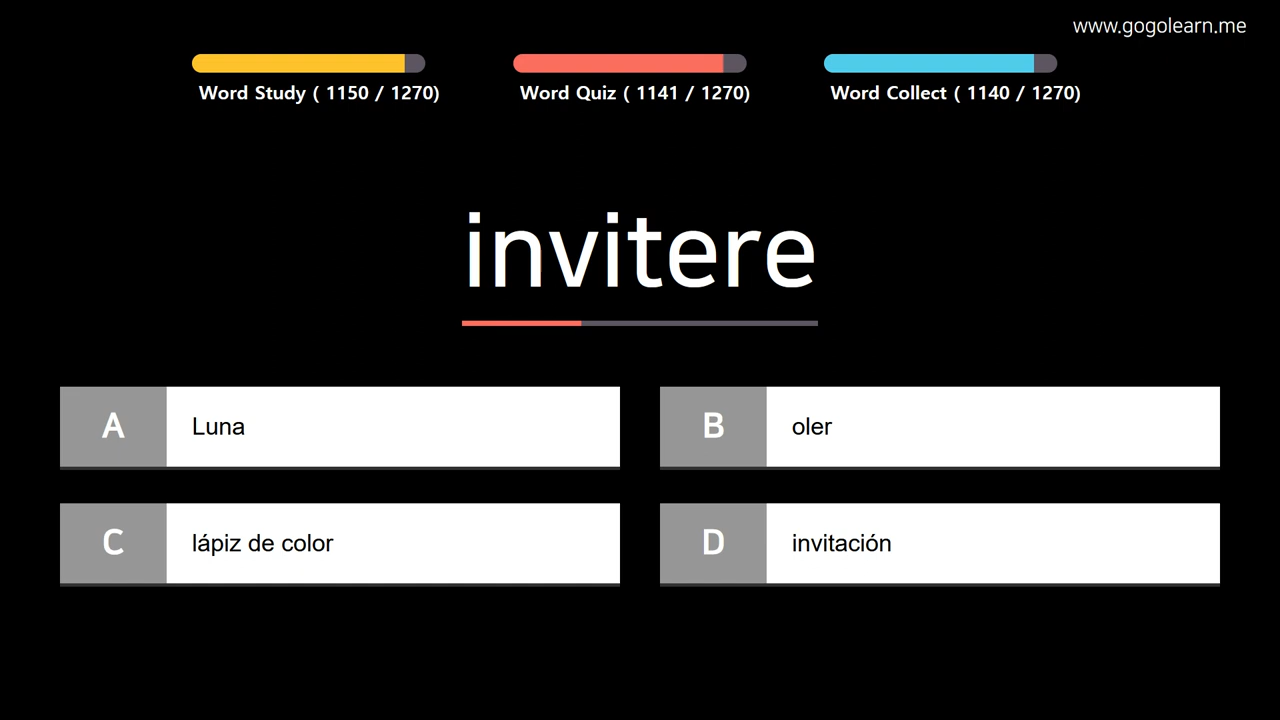 www.gogolearn.me
Word Study ( 1150 / 1270)
Word Quiz ( 1141 / 1270)
Word Collect ( 1140 / 1270)
invitere
A Luna
B oler
C lápiz de color
D invitación